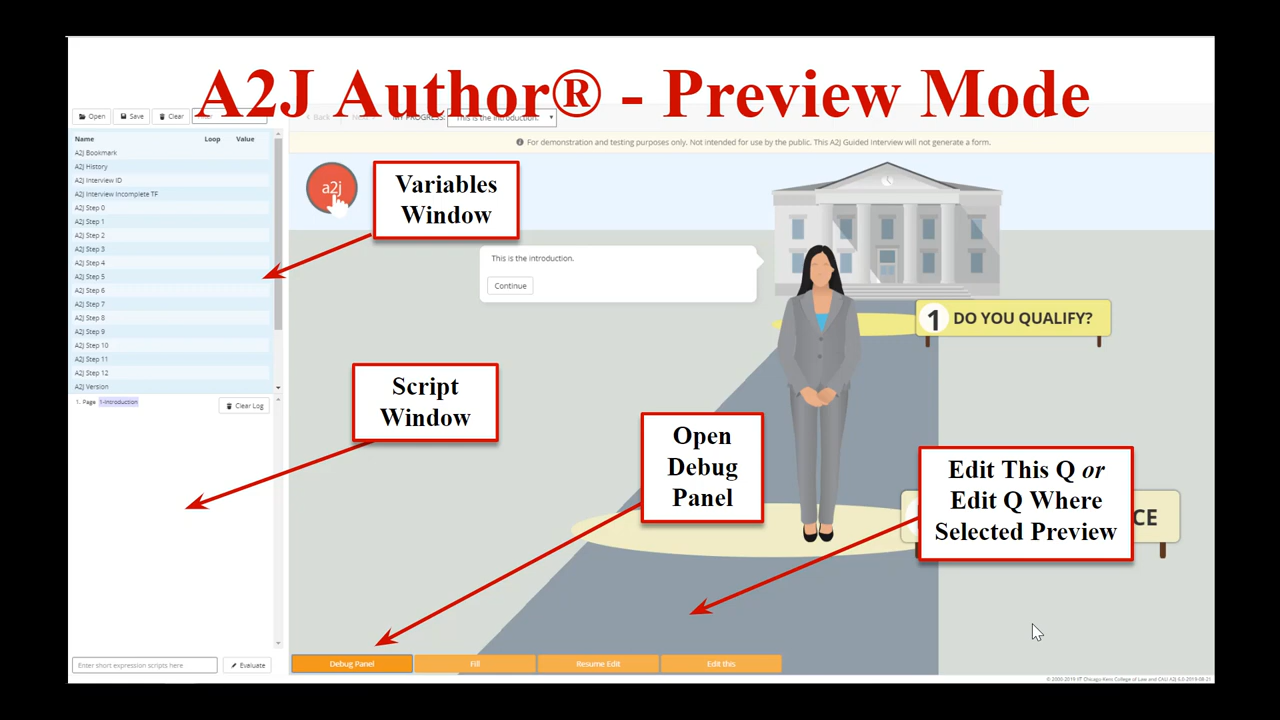 A2J Author® - Preview Mode
Open Save Clear
MY PROGRESS: This is the introduction.
Name Loop Value
For demonstration and testing purposes only. Not intended for use by the public. This A2J Guided Interview will not generate a form.
A2J Bookmark
A2J History
A2J Interview ID
A2J Interview Incomplete TF
A2J Step 0
A2J Step 1
A2J Step 2
A2J Step 3
A2J Step 4
A2J Step 5
A2J Step 6
A2J Step 7
A2J Step 8
A2J Step 9
A2J Step 10
A2J Step 11
A2J Step 12
A2J Version
a2j
Variables
Window
This is the introduction.
Continue
1 DO YOU QUALIFY?
1. Page 1-Introduction
Clear Log
Script
Window
Open
Debug
Panel
Edit This Q or
Edit Q Where
Selected Preview
CE
Enter short expression scripts here
Evaluate
Debug Panel
Fill
Resume Edit
Edit this